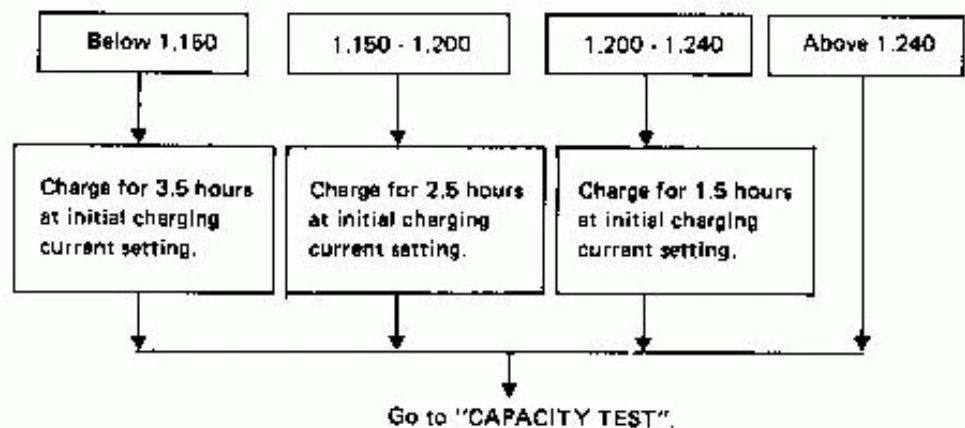 Below 1.150
1.150 - 1.200
1.200 - 1.240
Above 1.240
Charge for 3.5 hours
at initial charging
current setting.
Charge for 2.5 hours
at initial charging
current setting.
Charge for 1.5 hours
at initial charging
current setting.
Go to "CAPACITY TEST".